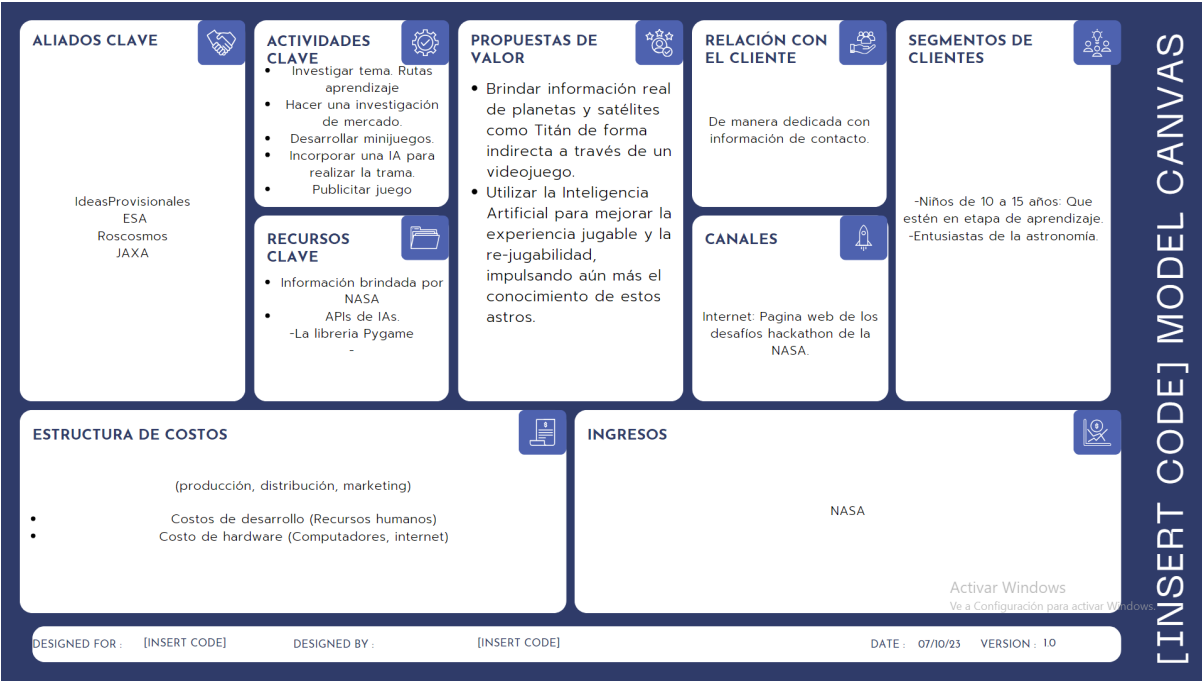 ALIADOS CLAVE
IdeasProvisionales
ESA
Roscosmos
JAXA
ACTIVIDADES
CLAVE
• Investigar tema. Rutas
aprendizaje
• Hacer una investigación
de mercado.
• Desarrollar minijuegos.
• Incorporar una IA para
realizar la trama.
• Publicitar juego
RECURSOS
CLAVE
• Información brindada por
NASA
• APIs de IAs.
-La libreria Pygame
-
PROPUESTAS DE
VALOR
• Brindar información real
de planetas y satélites
como Titán de forma
indirecta a través de un
videojuego.
• Utilizar la Inteligencia
Artificial para mejorar la
experiencia jugable y la
re-jugabilidad,
impulsando aún más el
conocimiento de estos
astros.
RELACIÓN CON
EL CLIENTE
De manera dedicada con
información de contacto.
CANALES
Internet: Pagina web de los
desafíos hackathon de la
NASA.
SEGMENTOS DE
CLIENTES
-Niños de 10 a 15 años: Que
estén en etapa de aprendizaje.
-Entusiastas de la astronomía.
ESTRUCTURA DE COSTOS
(producción, distribución, marketing)
• Costos de desarrollo (Recursos humanos)
• Costo de hardware (Computadores, internet)
INGRESOS
NASA
Activar Windows
Ve a Configuración para activar Windows.
DESIGNED FOR : [INSERT CODE] DESIGNED BY : [INSERT CODE] DATE : 07/10/23 VERSION : 1.0
[INSERT CODE] MODEL CANVAS